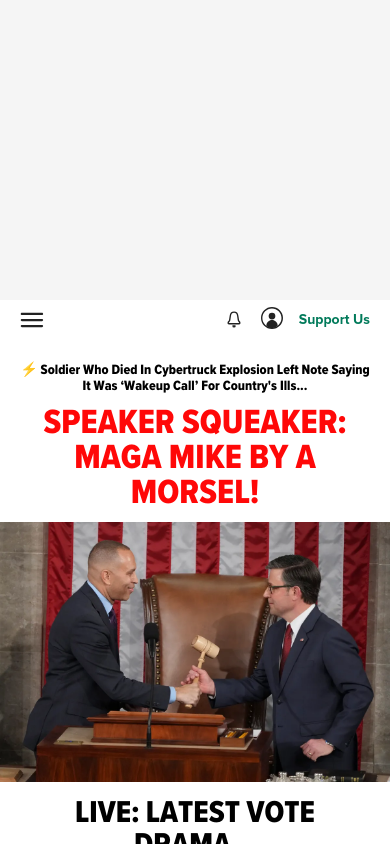 Support Us
⚡ Soldier Who Died In Cybertruck Explosion Left Note Saying
It Was ‘Wakeup Call’ For Country’s Ills...
SPEAKER SQUEAKER:
MAGA MIKE BY A
MORSEL!
LIVE: LATEST VOTE
DRAMA